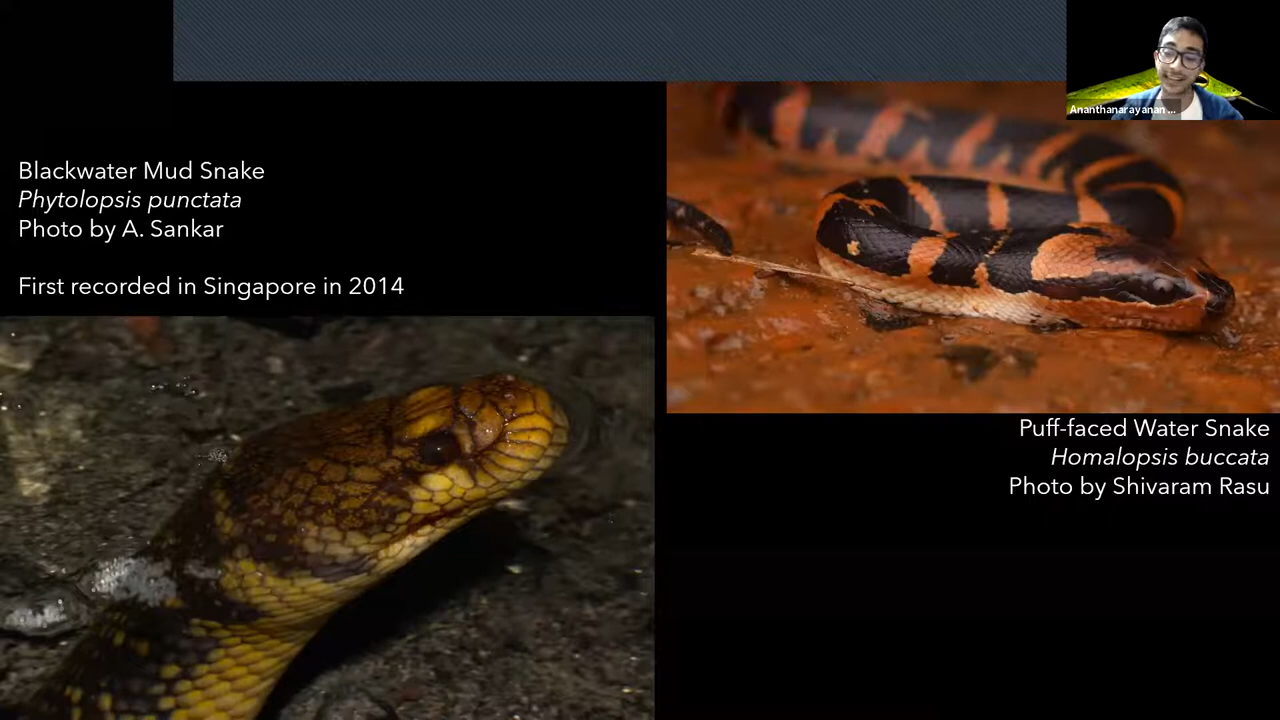 Ananthanarayanan ...
Blackwater Mud Snake
Phytolopsis punctata
Photo by A. Sankar
First recorded in Singapore in 2014
Puff-faced Water Snake
Homalopsis buccata
Photo by Shivaram Rasu